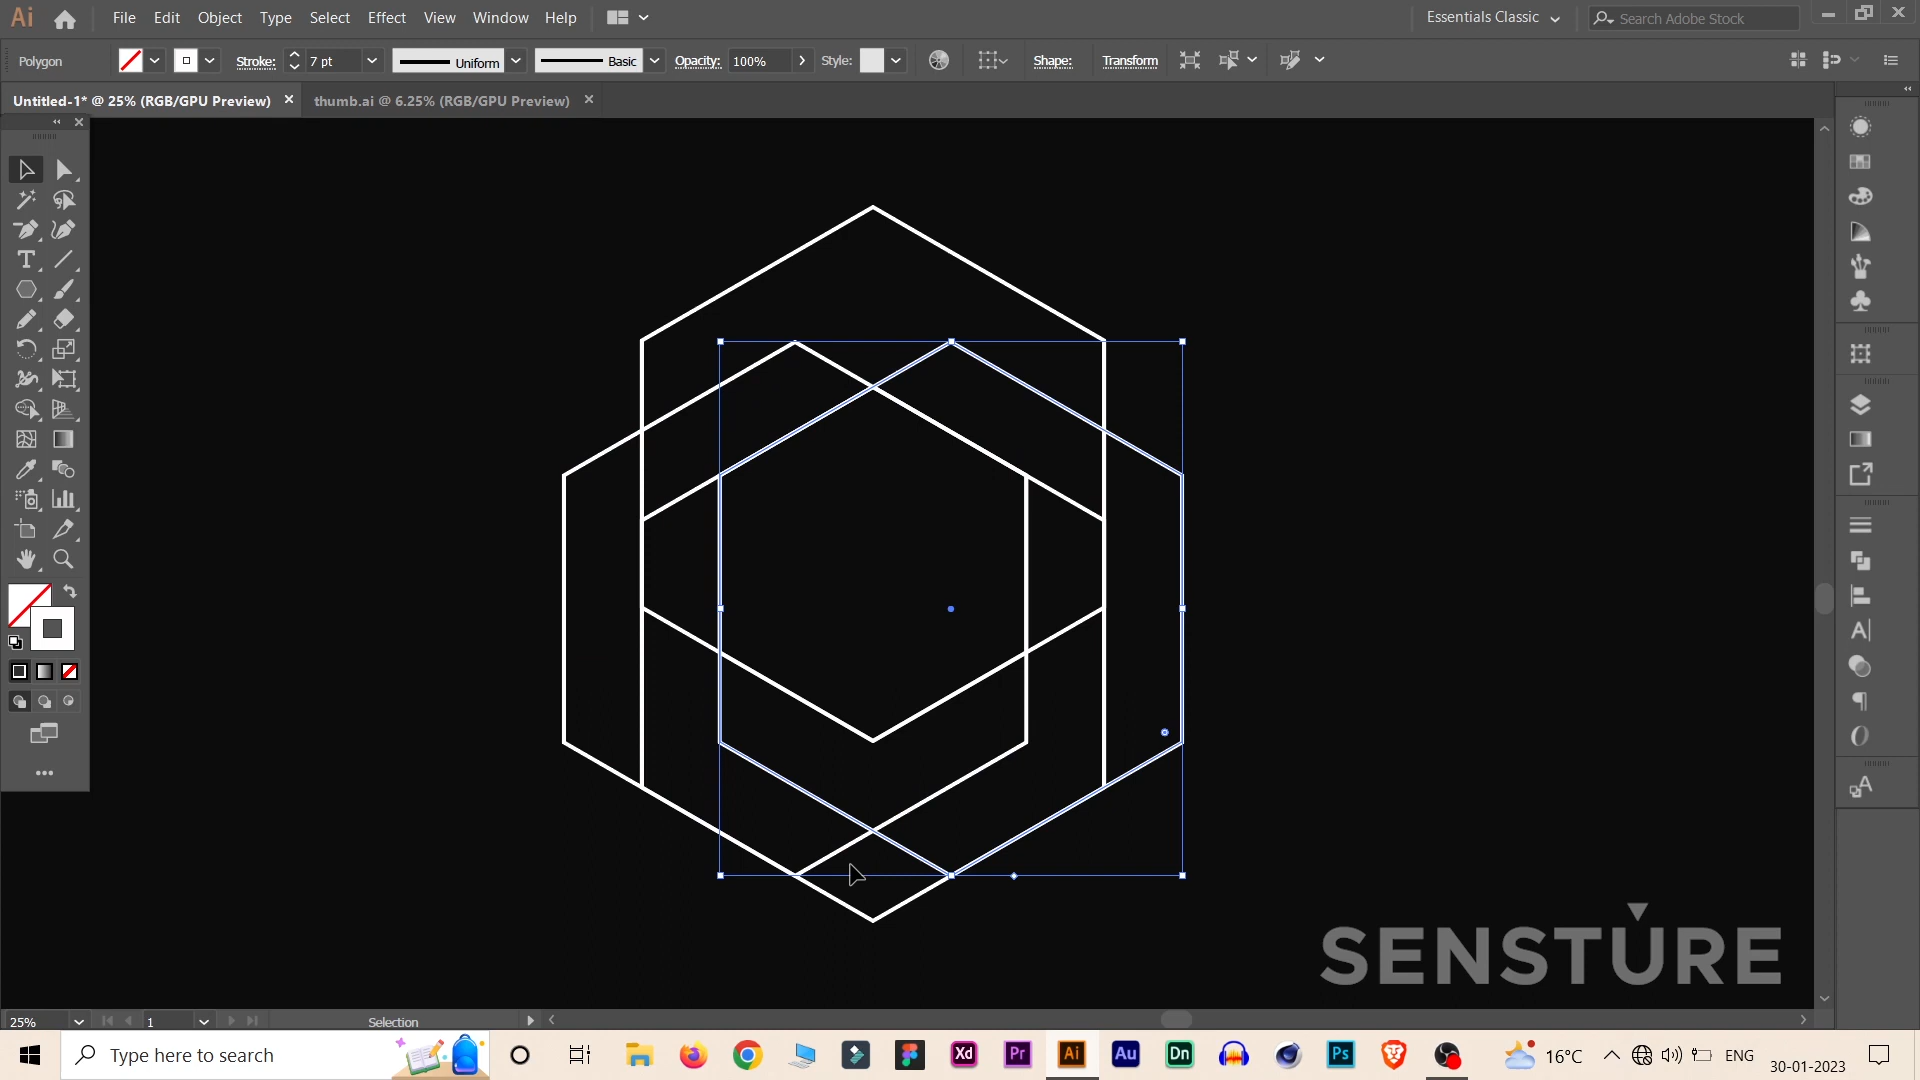 Ai File Edit Object Type Select Effect View Window Help Essentials Classic Search Adobe Stock
Polygon Stroke: 7 pt Uniform Basic Opacity: 100% Style: Shape: Transform
Untitled-1* @ 25% (RGB/GPU Preview) × thumb.ai @ 6.25% (RGB/GPU Preview) ×
SENSTURE
25% 1 Selection
Type here to search Xd Pr Ai Au Dn Ps 16°C ENG 30-01-2023